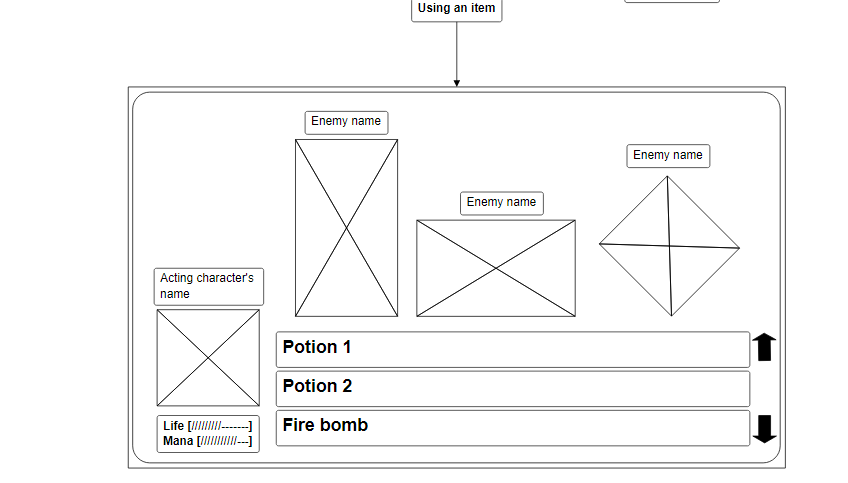 Using an item
Enemy name
Enemy name
Enemy name
Acting character's
name
Potion 1
Potion 2
Fire bomb
Life [/////////-------]
Mana [///////////---]